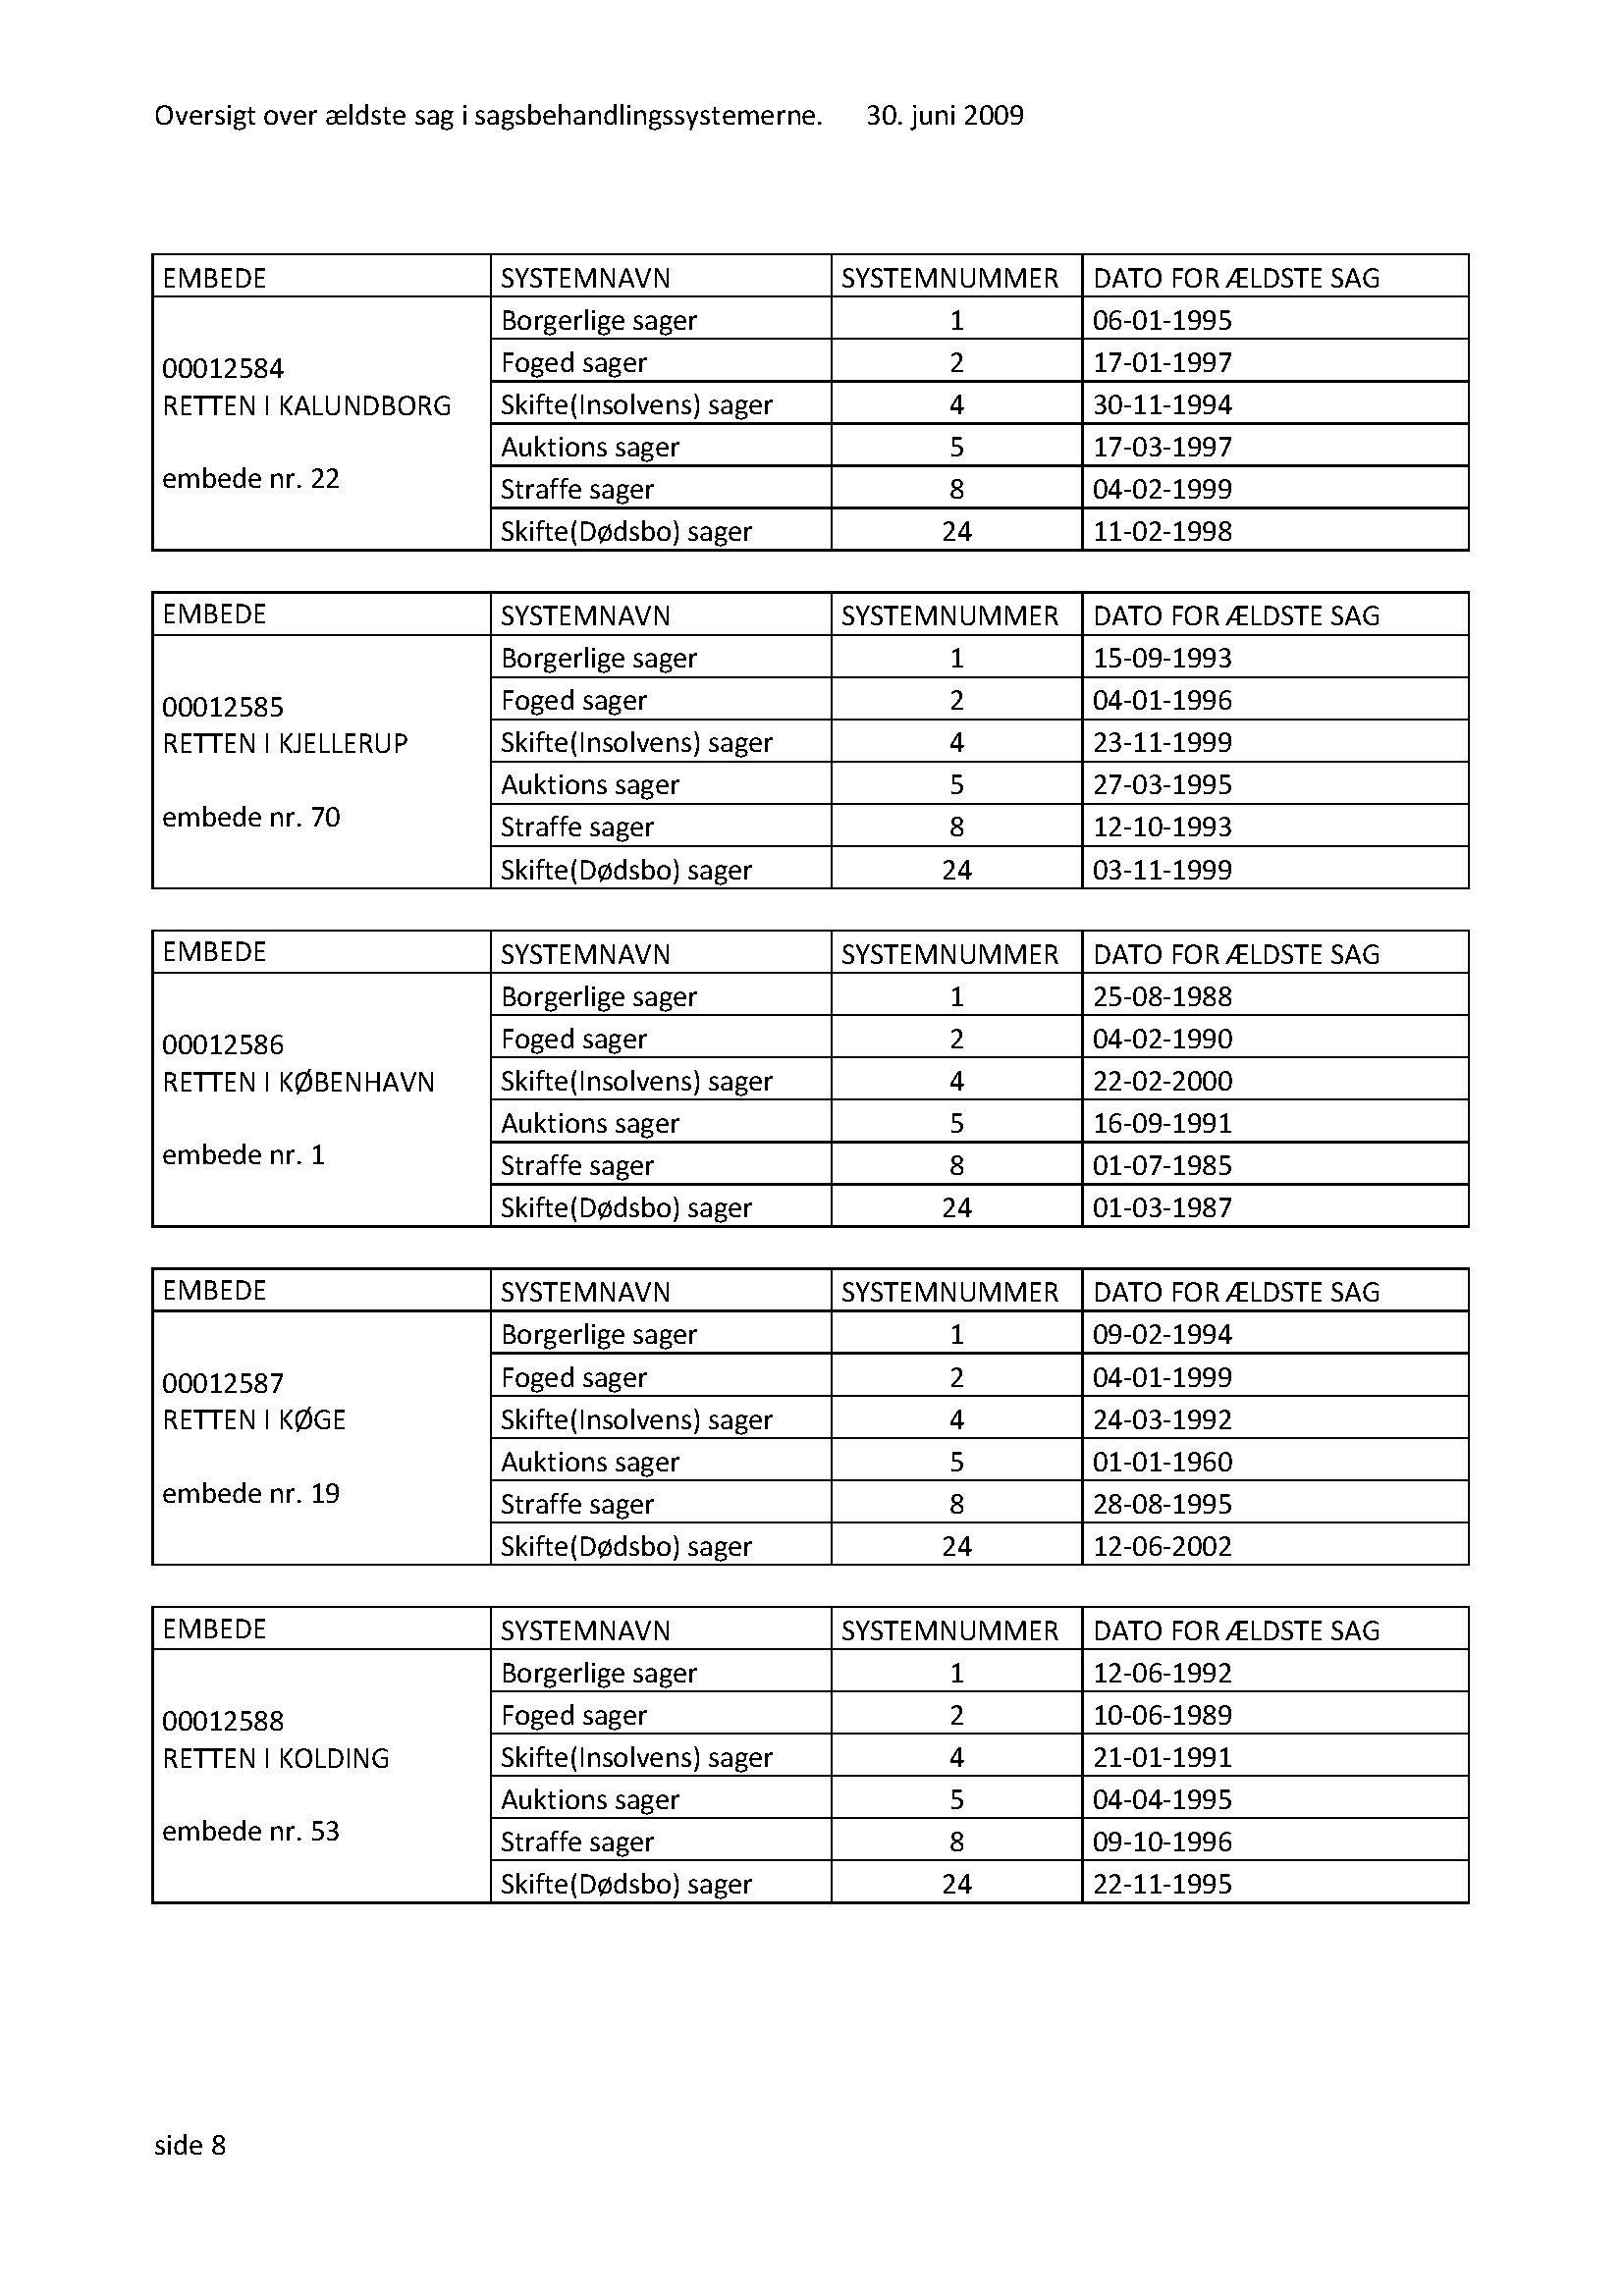 Oversigt over ældste sag i sagsbehandlingssystemerne. 30. juni 2009
EMBEDE SYSTEMNAVN SYSTEMNUMMER DATO FOR ÆLDSTE SAG
00012584
RETTEN I KALUNDBORG
embede nr. 22
Borgerlige sager 1 06-01-1995
Foged sager 2 17-01-1997
Skifte(Insolvens) sager 4 30-11-1994
Auktions sager 5 17-03-1997
Straffe sager 8 04-02-1999
Skifte(Dødsbo) sager 24 11-02-1998
EMBEDE SYSTEMNAVN SYSTEMNUMMER DATO FOR ÆLDSTE SAG
00012585
RETTEN I KJELLERUP
embede nr. 70
Borgerlige sager 1 15-09-1993
Foged sager 2 04-01-1996
Skifte(Insolvens) sager 4 23-11-1999
Auktions sager 5 27-03-1995
Straffe sager 8 12-10-1993
Skifte(Dødsbo) sager 24 03-11-1999
EMBEDE SYSTEMNAVN SYSTEMNUMMER DATO FOR ÆLDSTE SAG
00012586
RETTEN I KØBENHAVN
embede nr. 1
Borgerlige sager 1 25-08-1988
Foged sager 2 04-02-1990
Skifte(Insolvens) sager 4 22-02-2000
Auktions sager 5 16-09-1991
Straffe sager 8 01-07-1985
Skifte(Dødsbo) sager 24 01-03-1987
EMBEDE SYSTEMNAVN SYSTEMNUMMER DATO FOR ÆLDSTE SAG
00012587
RETTEN I KØGE
embede nr. 19
Borgerlige sager 1 09-02-1994
Foged sager 2 04-01-1999
Skifte(Insolvens) sager 4 24-03-1992
Auktions sager 5 01-01-1960
Straffe sager 8 28-08-1995
Skifte(Dødsbo) sager 24 12-06-2002
EMBEDE SYSTEMNAVN SYSTEMNUMMER DATO FOR ÆLDSTE SAG
00012588
RETTEN I KOLDING
embede nr. 53
Borgerlige sager 1 12-06-1992
Foged sager 2 10-06-1989
Skifte(Insolvens) sager 4 21-01-1991
Auktions sager 5 04-04-1995
Straffe sager 8 09-10-1996
Skifte(Dødsbo) sager 24 22-11-1995
side 8